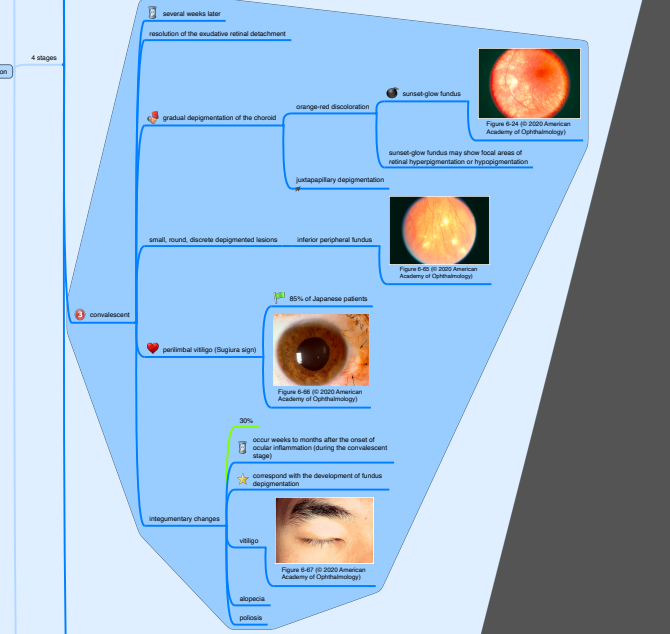 several weeks later
resolution of the exudative retinal detachment
4 stages
on
sunset-glow fundus
orange-red discoloration
gradual depigmentation of the choroid
Figure 6-24 (© 2020 American
Academy of Ophthalmology)
sunset-glow fundus may show focal areas of
retinal hyperpigmentation or hypopigmentation
juxtapapillary depigmentation
small, round, discrete depigmented lesions
inferior peripheral fundus
Figure 6-65 (© 2020 American
Academy of Ophthalmology)
3 convalescent
85% of Japanese patients
perilimbal vitiligo (Sugiura sign)
Figure 6-66 (© 2020 American
Academy of Ophthalmology)
30%
occur weeks to months after the onset of
ocular inflammation (during the convalescent
stage)
correspond with the development of fundus
depigmentation
integumentary changes
vitiligo
Figure 6-67 (© 2020 American
Academy of Ophthalmology)
alopecia
poliosis